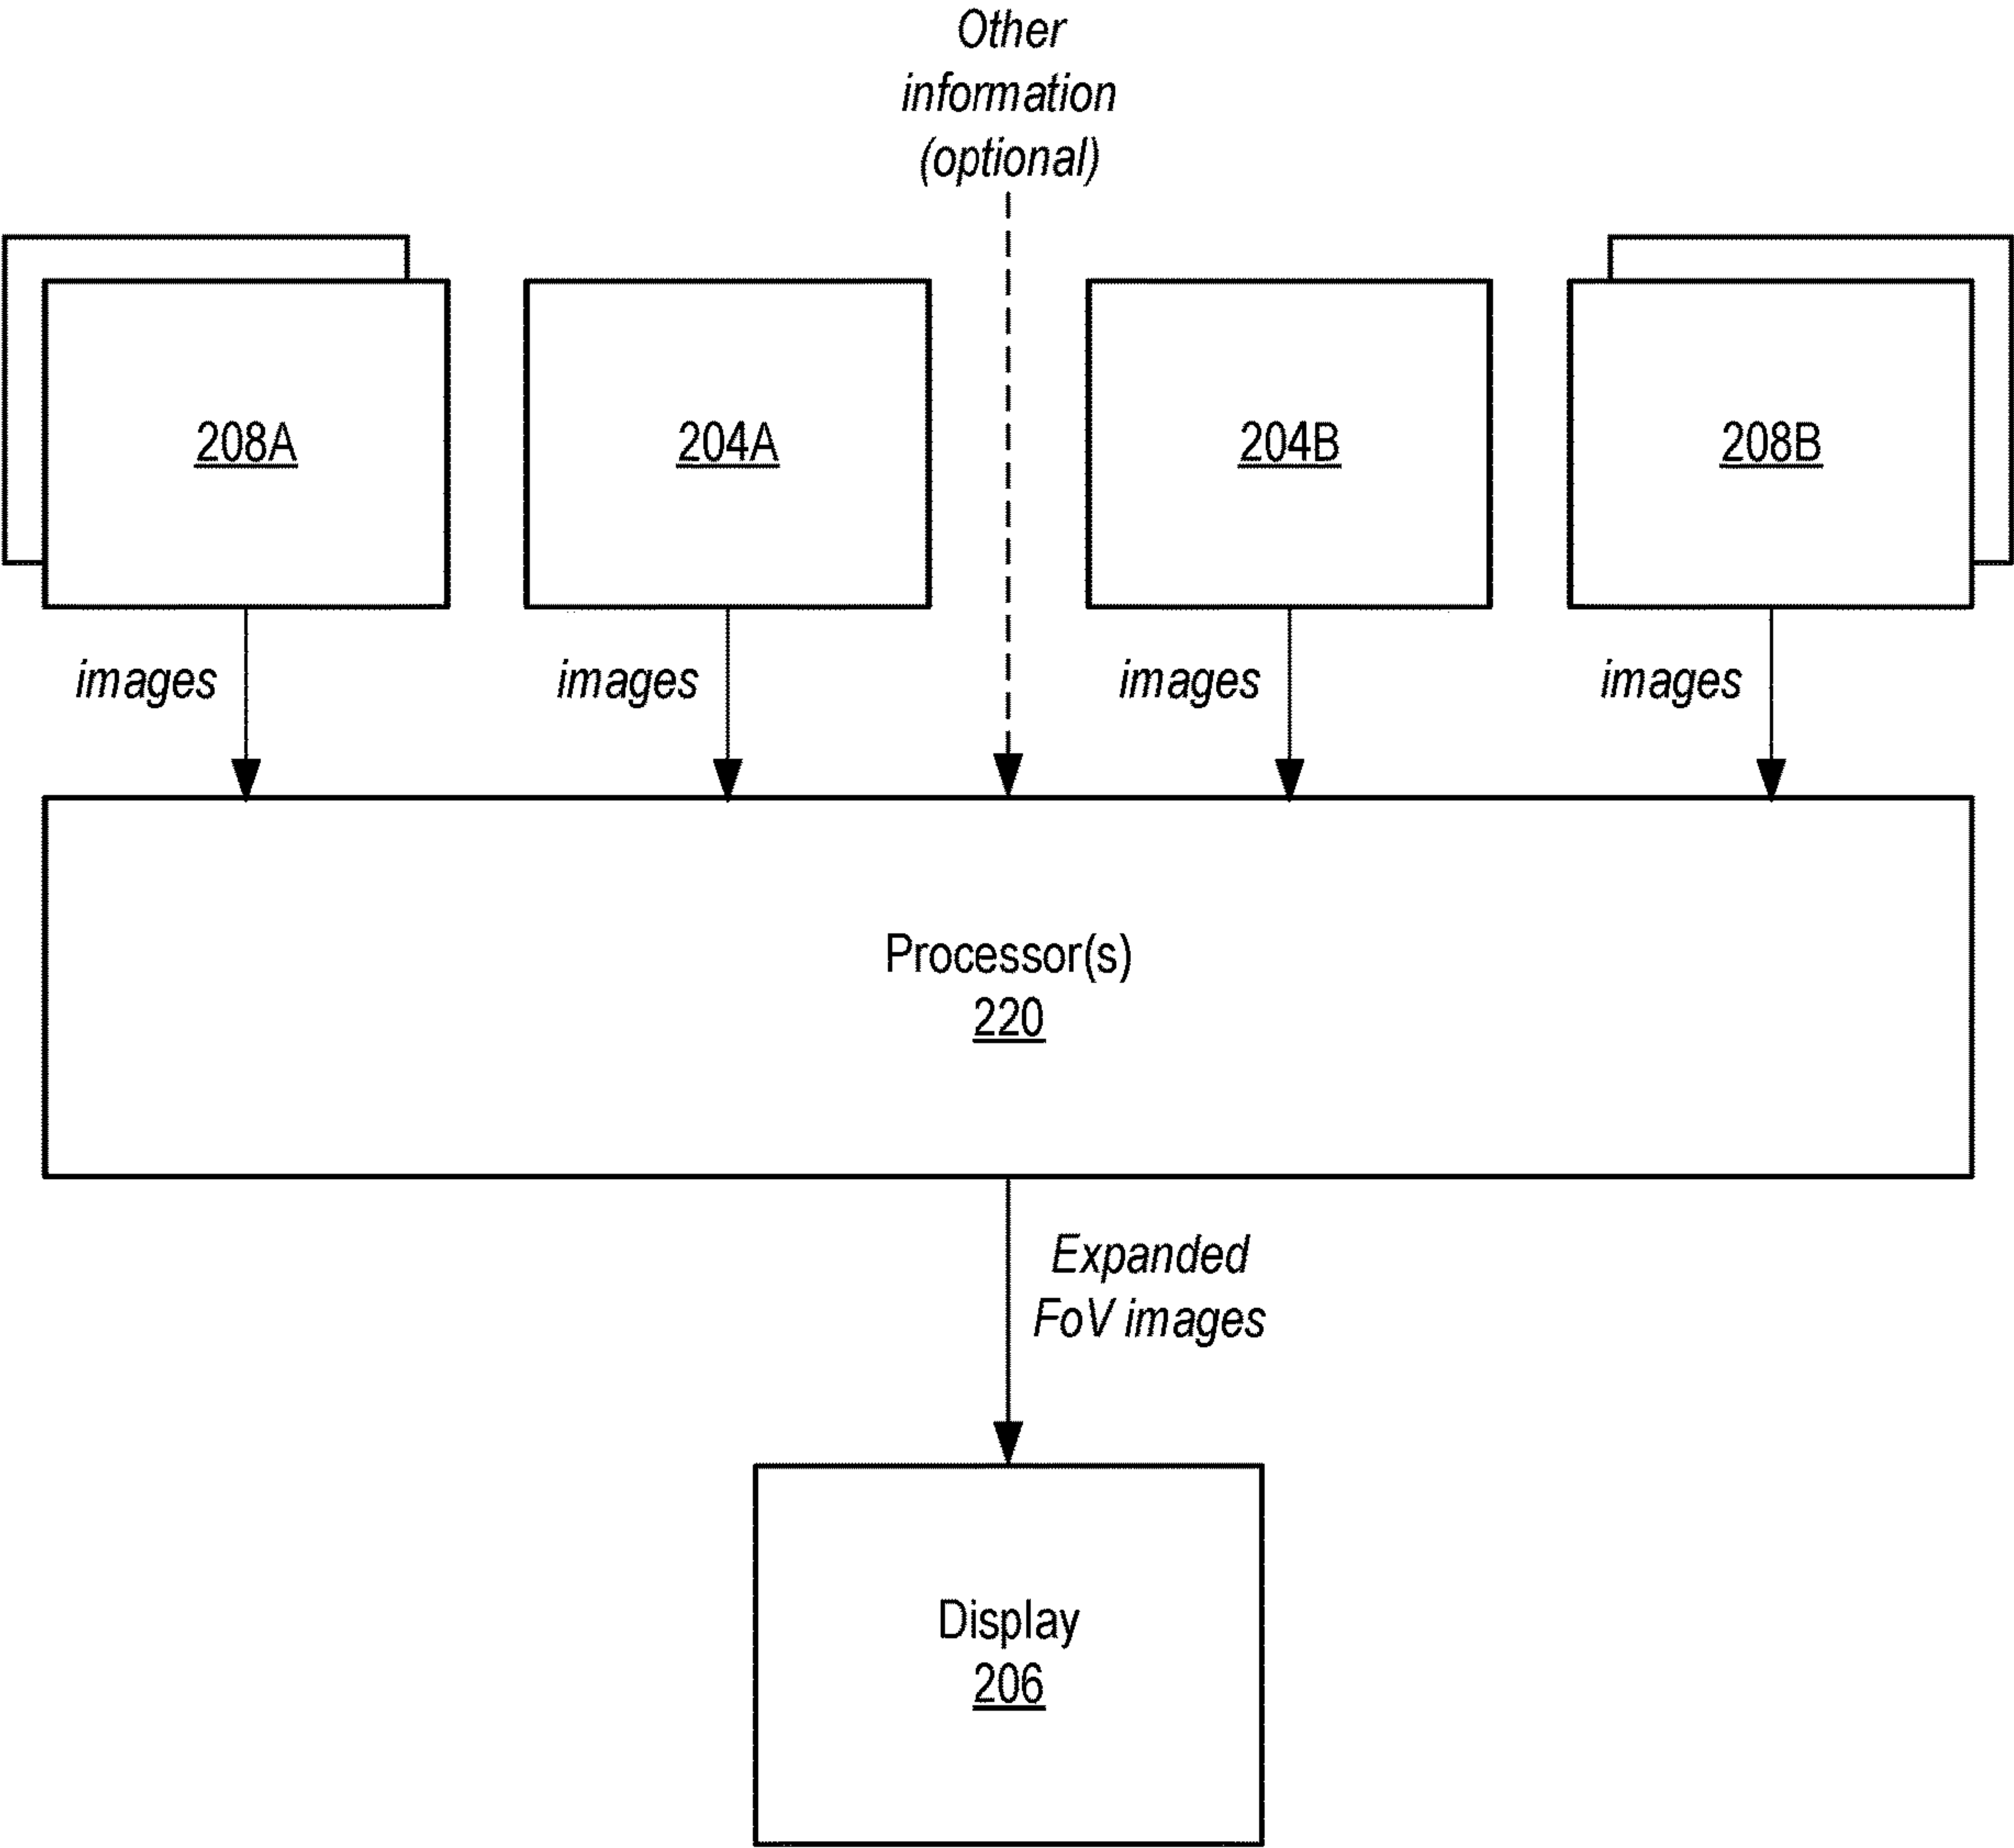 Other
information
(optional)
208A
204A
204B
208B
images
images
images
images
Processor(s)
220
Expanded
FoV images
Display
206